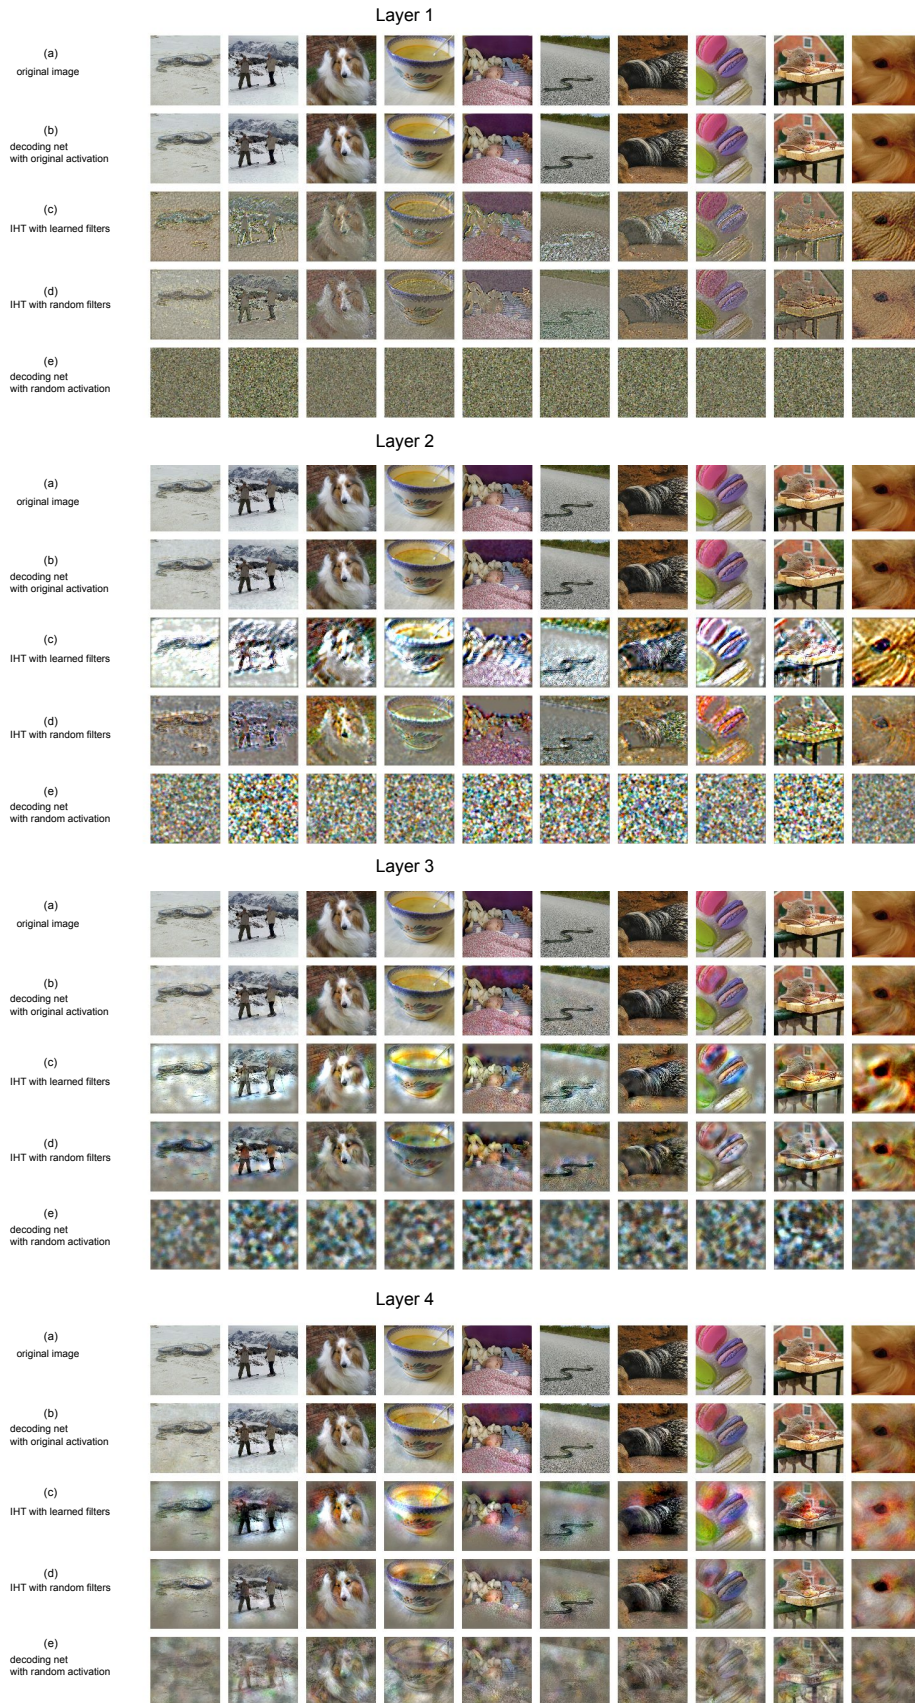 Layer 1
(a)
original image
(b)
decoding net
with original activation
(c)
IHT with learned filters
(d)
IHT with random filters
(e)
decoding net
with random activation
Layer 2
(a)
original image
(b)
decoding net
with original activation
(c)
IHT with learned filters
(d)
IHT with random filters
(e)
decoding net
with random activation
Layer 3
(a)
original image
(b)
decoding net
with original activation
(c)
IHT with learned filters
(d)
IHT with random filters
(e)
decoding net
with random activation
Layer 4
(a)
original image
(b)
decoding net
with original activation
(c)
IHT with learned filters
(d)
IHT with random filters
(e)
decoding net
with random activation